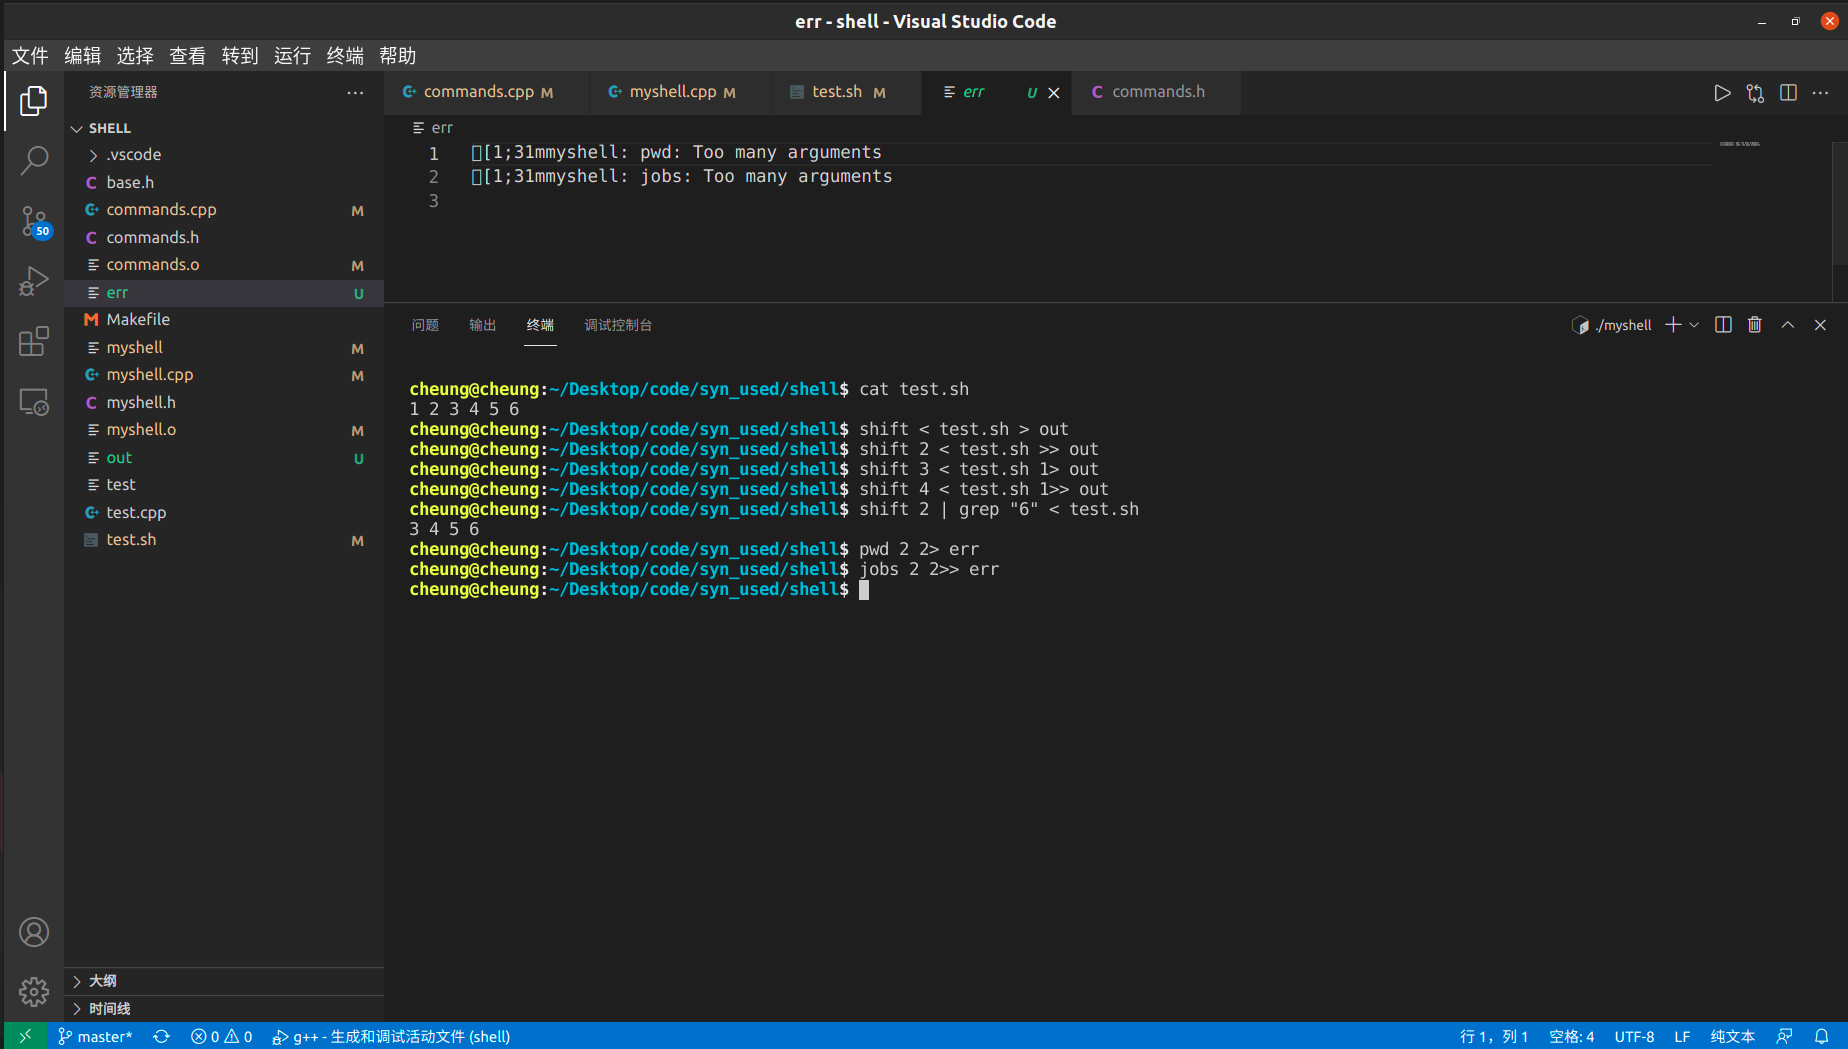 err - shell - Visual Studio Code
文件 编辑 选择 查看 转到 运行 终端 帮助
资源管理器 ···
commands.cpp M myshell.cpp M test.sh M err U commands.h
SHELL
.vscode
base.h
commands.cpp M
commands.h
commands.o M
err U
Makefile
myshell M
myshell.cpp M
myshell.h
myshell.o M
out U
test
test.cpp
test.sh M
50
大纲
时间线
err
1 [1;31mmyshell: pwd: Too many arguments
2 [1;31mmyshell: jobs: Too many arguments
3
问题 输出 终端 调试控制台 ./myshell
cheung@cheung:~/Desktop/code/syn_used/shell$ cat test.sh
1 2 3 4 5 6
cheung@cheung:~/Desktop/code/syn_used/shell$ shift < test.sh > out
cheung@cheung:~/Desktop/code/syn_used/shell$ shift 2 < test.sh >> out
cheung@cheung:~/Desktop/code/syn_used/shell$ shift 3 < test.sh 1> out
cheung@cheung:~/Desktop/code/syn_used/shell$ shift 4 < test.sh 1>> out
cheung@cheung:~/Desktop/code/syn_used/shell$ shift 2 | grep "6" < test.sh
3 4 5 6
cheung@cheung:~/Desktop/code/syn_used/shell$ pwd 2 2> err
cheung@cheung:~/Desktop/code/syn_used/shell$ jobs 2 2>> err
cheung@cheung:~/Desktop/code/syn_used/shell$
master* 0 0 g++ - 生成和调试活动文件 (shell) 行 1，列 1 空格: 4 UTF-8 LF 纯文本